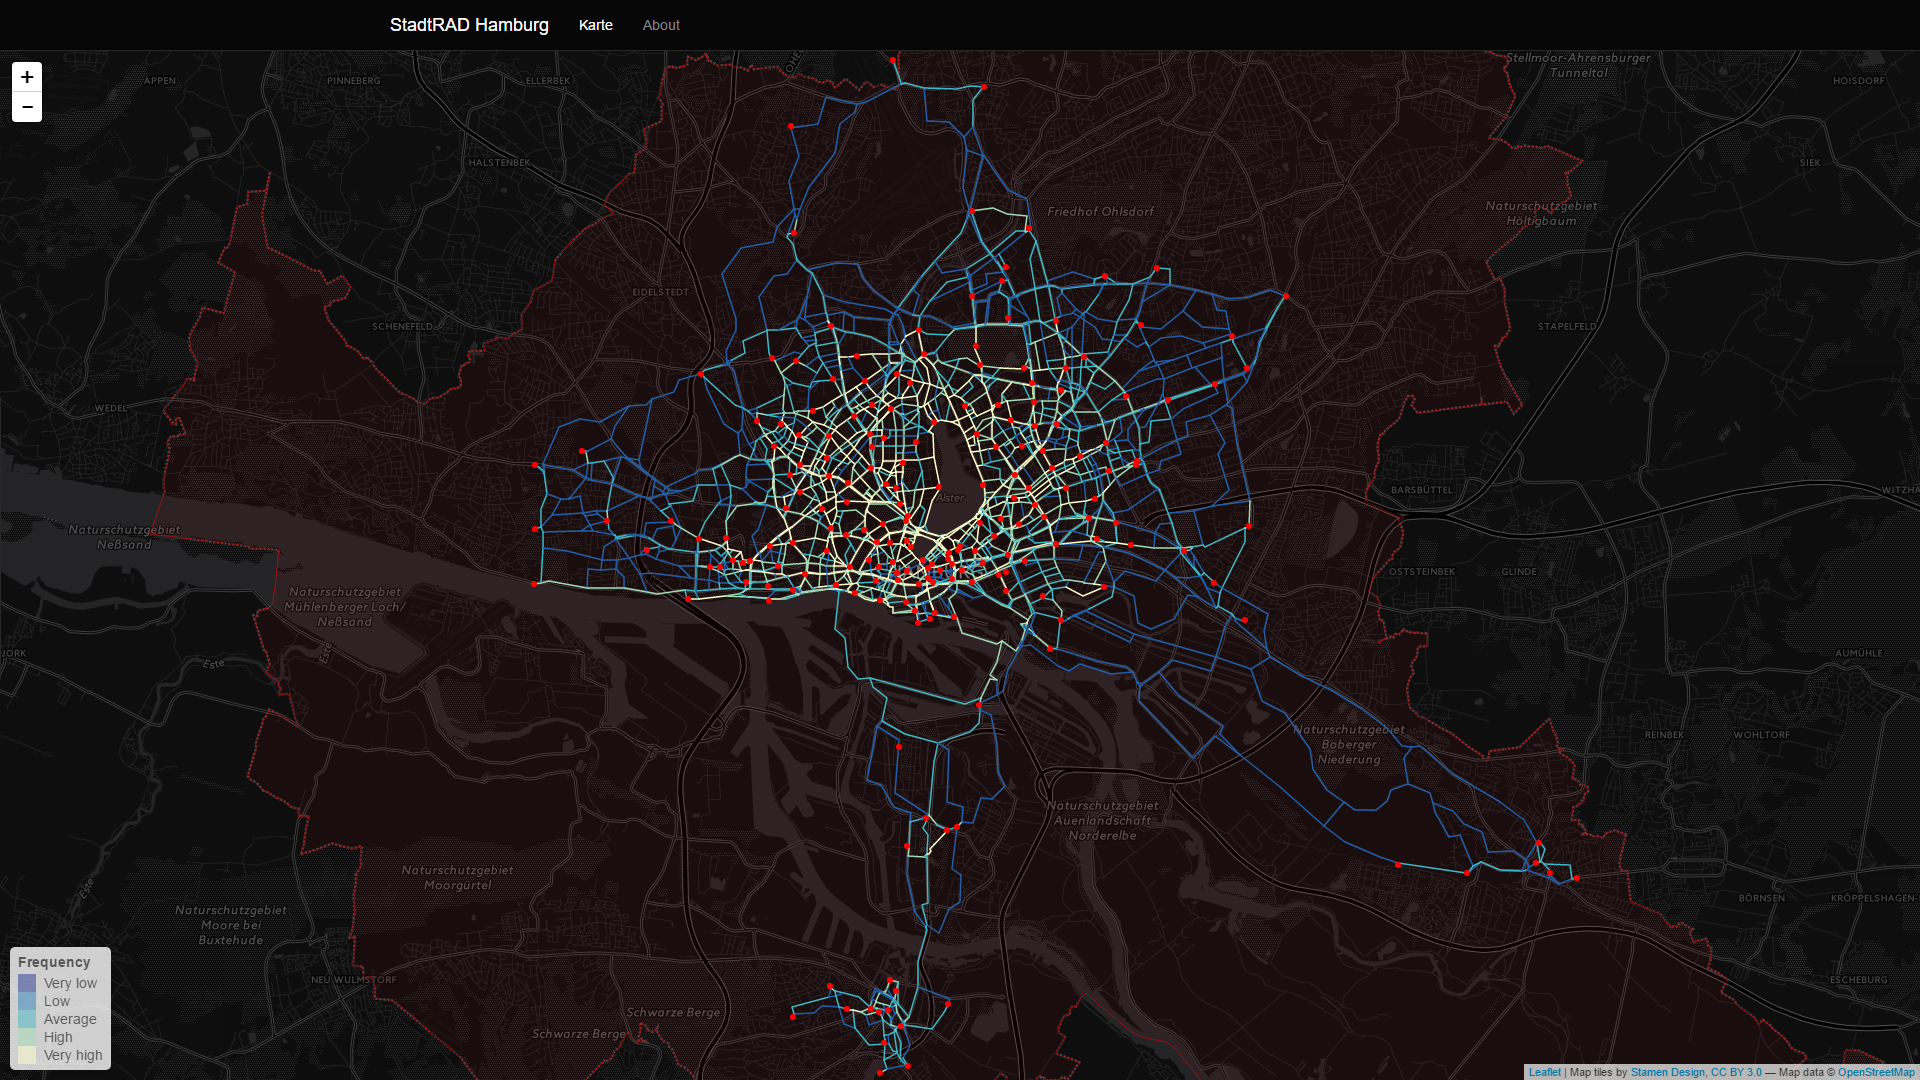 StadtRAD Hamburg Karte About
+
−
Stellmoor-Ahrensburger
Tunneltal
APPEN
PINNEBERG
ELLERBEK
HOISDORF
HALSTENBEK
SIEK
Friedhof Ohlsdorf
Naturschutzgebiet
Höltigbaum
EIDELSTEDT
SCHENEFELD
STAPELFELD
WEDEL
BARSBÜTTEL
Alster
Naturschutzgebiet
Neßsand
OSTSTEINBEK
GLINDE
Naturschutzgebiet
Mühlenberger Loch/
Neßsand
JORK
Este
Este
AUMÜHLE
Naturschutzgebiet
Boberger
Niederung
REINBEK
WOHLTORF
Naturschutzgebiet
Auenlandschaft
Norderelbe
Naturschutzgebiet
Moorgürtel
Este
Naturschutzgebiet
Moore bei
Buxtehude
BÖRNSEN
KRÖPPELSHAGEN-
NEU WULMSTORF
ESCHEBURG
Schwarze Berge
Schwarze Berge
Frequency
Very low
Low
Average
High
Very high
Leaflet | Map tiles by Stamen Design, CC BY 3.0 — Map data © OpenStreetMap